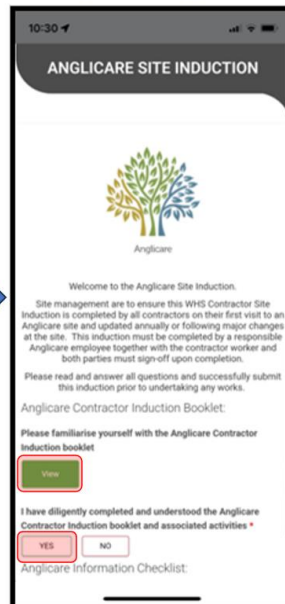 10:30
ANGLICARE SITE INDUCTION
Anglicare
Welcome to the Anglicare Site Induction.
Site management are to ensure this WHS Contractor Site
Induction is completed by all contractors on their first visit to an
Anglicare site and updated annually or following major changes
at the site. This induction must be completed by a responsible
Anglicare employee together with the contractor worker and
both parties must sign-off upon completion.
Please read and answer all questions and successfully submit
this induction prior to undertaking any works.
Anglicare Contractor Induction Booklet:
Please familiarise yourself with the Anglicare Contractor
Induction booklet
View
I have diligently completed and understood the Anglicare
Contractor Induction booklet and associated activities *
YES NO
Anglicare Information Checklist: